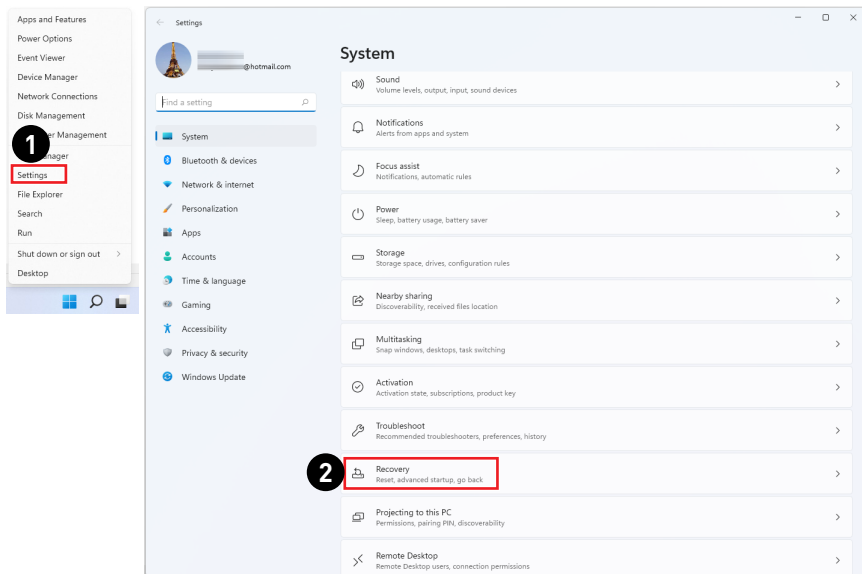 Apps and Features
Power Options
Event Viewer
Device Manager
Network Connections
Disk Management
Management
1
Settings
File Explorer
Search
Run
Shut down or sign out
Desktop
Settings
@hotmail.com
Find a setting
System
Bluetooth & devices
Network & internet
Personalization
Apps
Accounts
Time & language
Gaming
Accessibility
Privacy & security
Windows Update
System
Sound
Volume levels, output, input, sound devices
Notifications
Alerts from apps and system
Focus assist
Notifications, automatic rules
Power
Sleep, battery usage, battery saver
Storage
Storage space, drives, configuration rules
Nearby sharing
Discoverability, received files location
Multitasking
Snap windows, desktops, task switching
Activation
Activation state, subscriptions, product key
Troubleshoot
Recommended troubleshooters, preferences, history
2
Recovery
Reset, advanced startup, go back
Projecting to this PC
Permissions, pairing PIN, discoverability
Remote Desktop
Remote Desktop users, connection permissions